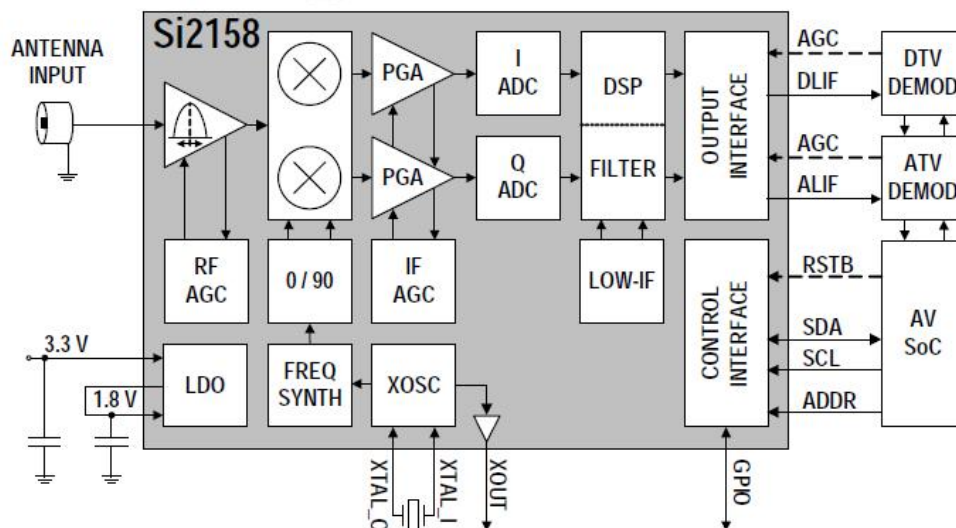 Si2158
ANTENNA
INPUT
PGA
PGA
I
ADC
Q
ADC
DSP
FILTER
OUTPUT
INTERFACE
AGC
DLIF
AGC
ALIF
DTV
DEMOD
ATV
DEMOD
RF
AGC
0 / 90
IF
AGC
LOW-IF
CONTROL
INTERFACE
RSTB
SDA
SCL
ADDR
AV
SoC
3.3 V
1.8 V
LDO
FREQ
SYNTH
XOSC
XTAL_O
XTAL_I
XOUT
GPIO